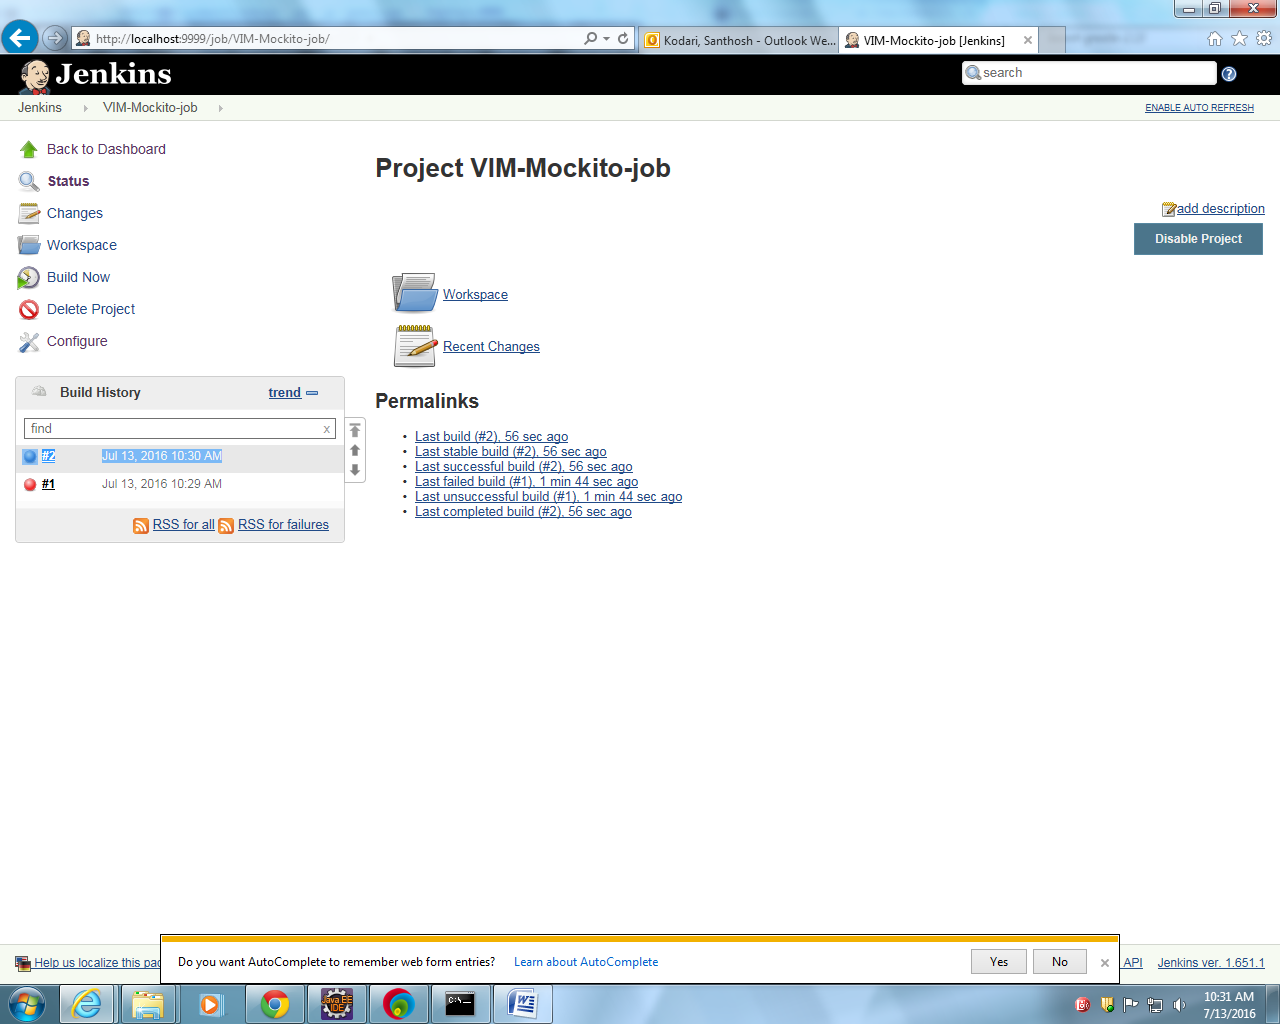 http://localhost:9999/job/VIM-Mockito-job/
Kodari, Santhosh - Outlook We...
VIM-Mockito-job [Jenkins]
Jenkins
search
Jenkins
VIM-Mockito-job
ENABLE AUTO REFRESH
Back to Dashboard
Status
Changes
Workspace
Build Now
Delete Project
Configure
Project VIM-Mockito-job
add description
Disable Project
Workspace
Recent Changes
Build History
trend
find
x
#2 Jul 13, 2016 10:30 AM
#1 Jul 13, 2016 10:29 AM
RSS for all
RSS for failures
Permalinks
Last build (#2), 56 sec ago
Last stable build (#2), 56 sec ago
Last successful build (#2), 56 sec ago
Last failed build (#1), 1 min 44 sec ago
Last unsuccessful build (#1), 1 min 44 sec ago
Last completed build (#2), 56 sec ago
Help us localize this pag
Do you want AutoComplete to remember web form entries?
Learn about AutoComplete
Yes
No
API
Jenkins ver. 1.651.1
Java EE
IDE
C:\.
10:31 AM
7/13/2016